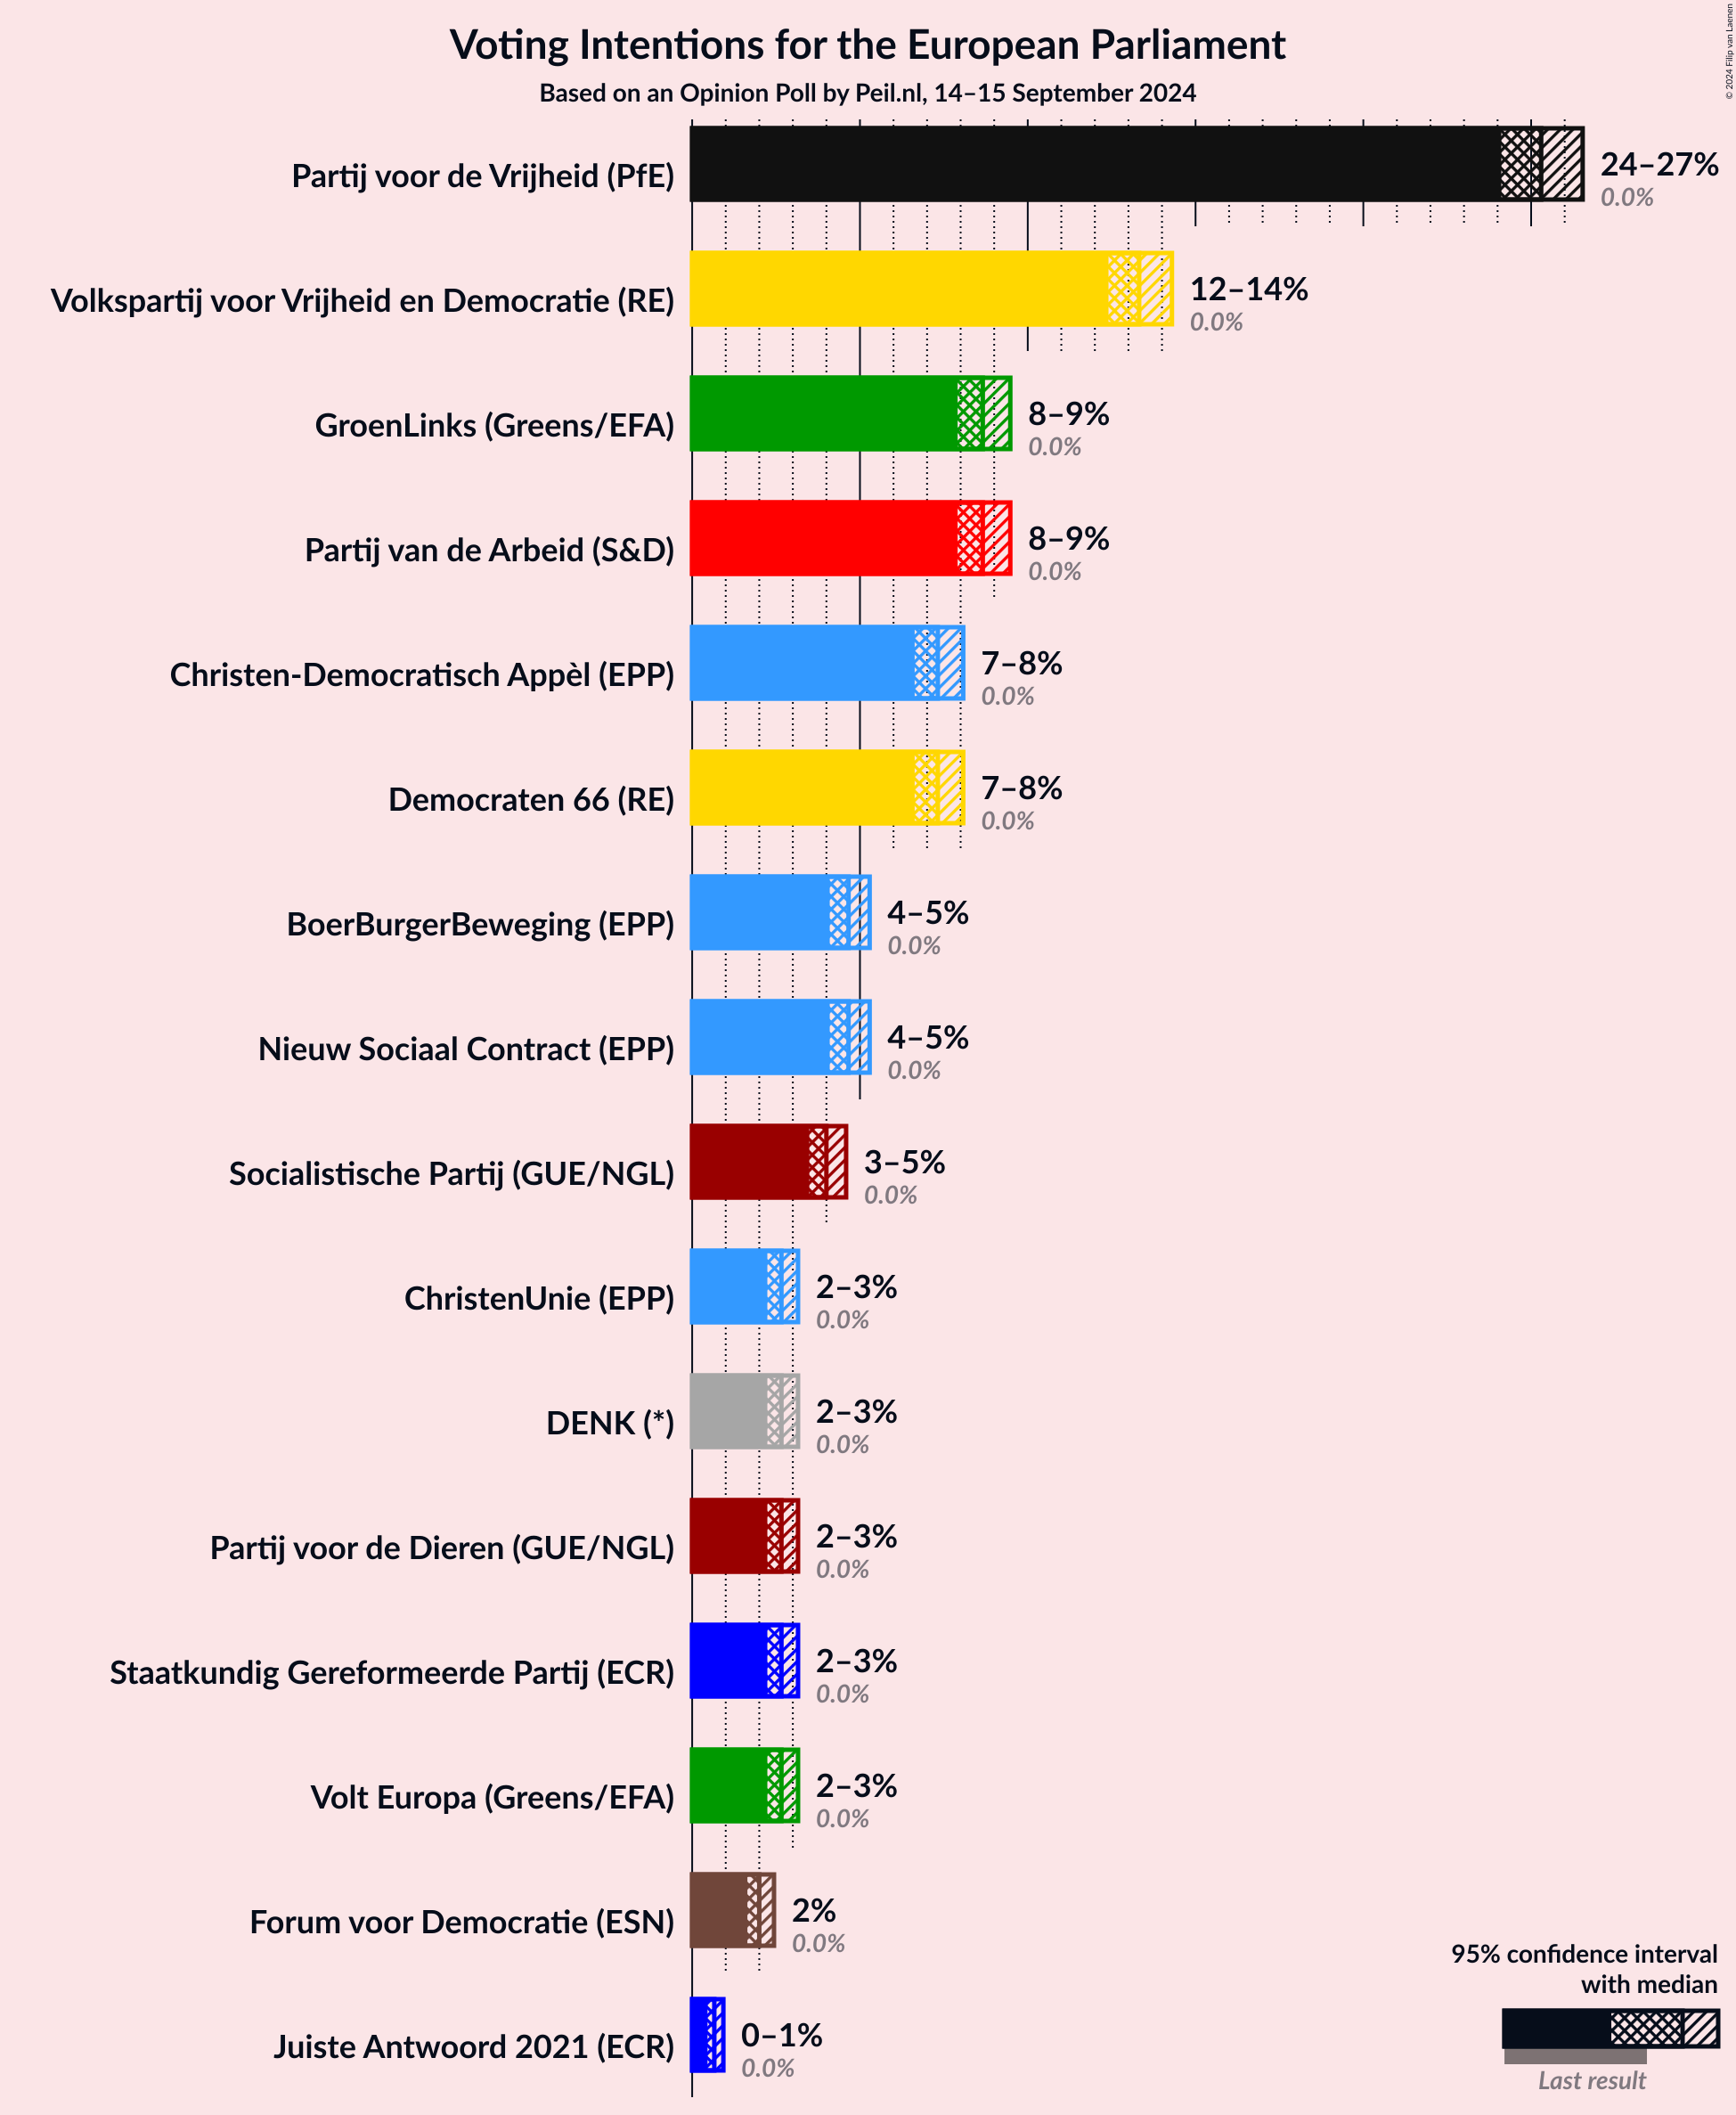 Voting Intentions for the European Parliament
Based on an Opinion Poll by Peil.nl, 14–15 September 2024
© 2024 Filip van Laenen
Partij voor de Vrijheid (PfE)
24–27%
0.0%
Volkspartij voor Vrijheid en Democratie (RE)
12–14%
0.0%
GroenLinks (Greens/EFA)
8–9%
0.0%
Partij van de Arbeid (S&D)
8–9%
0.0%
Christen-Democratisch Appèl (EPP)
7–8%
0.0%
Democraten 66 (RE)
7–8%
0.0%
BoerBurgerBeweging (EPP)
4–5%
0.0%
Nieuw Sociaal Contract (EPP)
4–5%
0.0%
Socialistische Partij (GUE/NGL)
3–5%
0.0%
ChristenUnie (EPP)
2–3%
0.0%
DENK (*)
2–3%
0.0%
Partij voor de Dieren (GUE/NGL)
2–3%
0.0%
Staatkundig Gereformeerde Partij (ECR)
2–3%
0.0%
Volt Europa (Greens/EFA)
2–3%
0.0%
Forum voor Democratie (ESN)
2%
0.0%
Juiste Antwoord 2021 (ECR)
0–1%
0.0%
95% confidence interval
with median
Last result